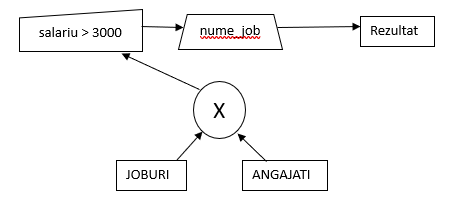 salariu > 3000
nume_job
Rezultat
X
JOBURI
ANGAJATI